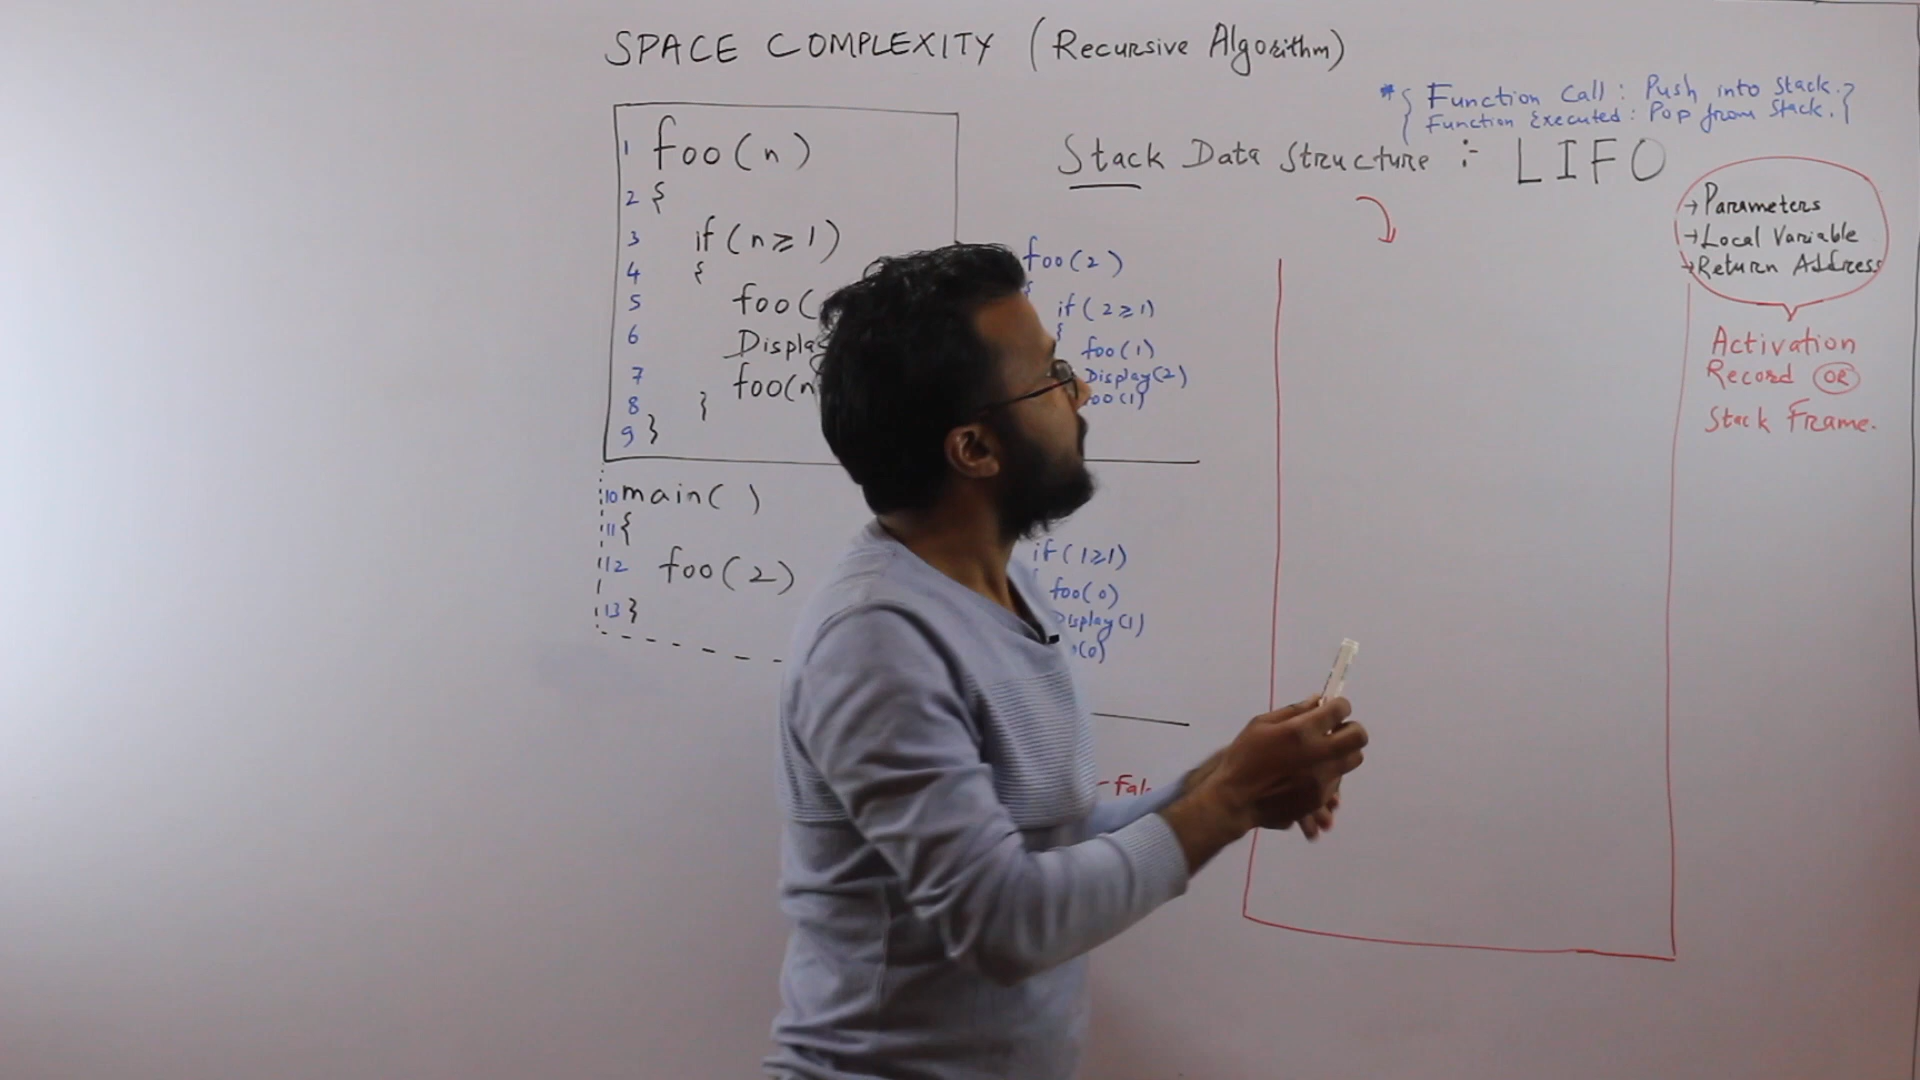 SPACE COMPLEXITY (Recursive Algorithm)
* { Function Call : Push into Stack. }
{ Function Executed : Pop from Stack. }
Stack Data Structure :- LIFO
→ Parameters
→ Local Variable
→ Return Address
Activation
Record OR
Stack Frame.
1 foo(n)
2 {
3 if (n ≥ 1)
4 {
5 foo(
6
7 foo(n
8 }
9 }
10 main( )
11 {
12 foo(2)
13 }
foo(2)
{
if (2 ≥ 1)
{
foo(1)
Display(2)
foo(1)
if (1 ≥ 1)
foo(0)
Display(1)
(0)